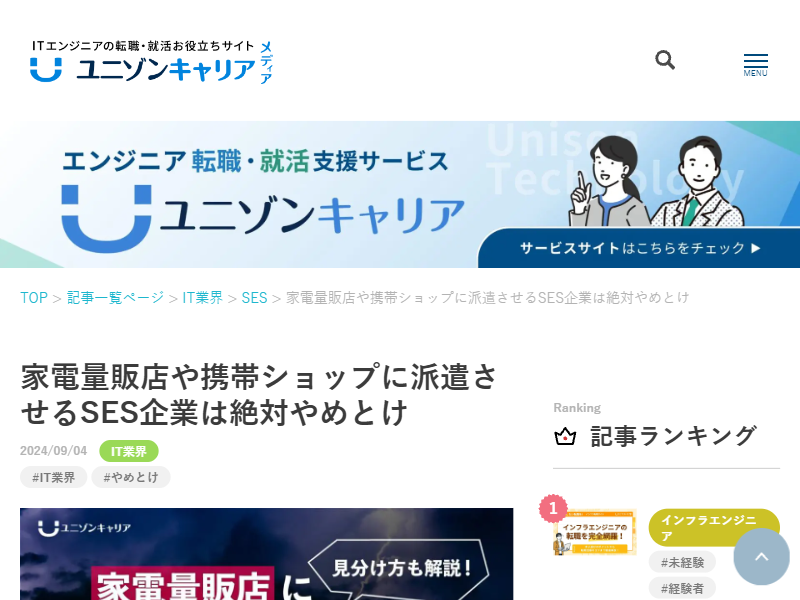 ITエンジニアの転職・就活お役立ちサイト
ユニゾンキャリア
メディア
MENU
Unison
Technology
エンジニア転職・就活支援サービス
ユニゾンキャリア
サービスサイトはこちらをチェック ▶
TOP > 記事一覧ページ > IT業界 > SES > 家電量販店や携帯ショップに派遣させるSES企業は絶対やめとけ
家電量販店や携帯ショップに派遣さ
せるSES企業は絶対やめとけ
2024/09/04 IT業界
#IT業界 #やめとけ
ユニゾンキャリア
見分け方も解説!
家電量販店に
Ranking
記事ランキング
1
インフラエンジニアの
転職を完全網羅!
インフラエンジニ
ア
#未経験
#経験者